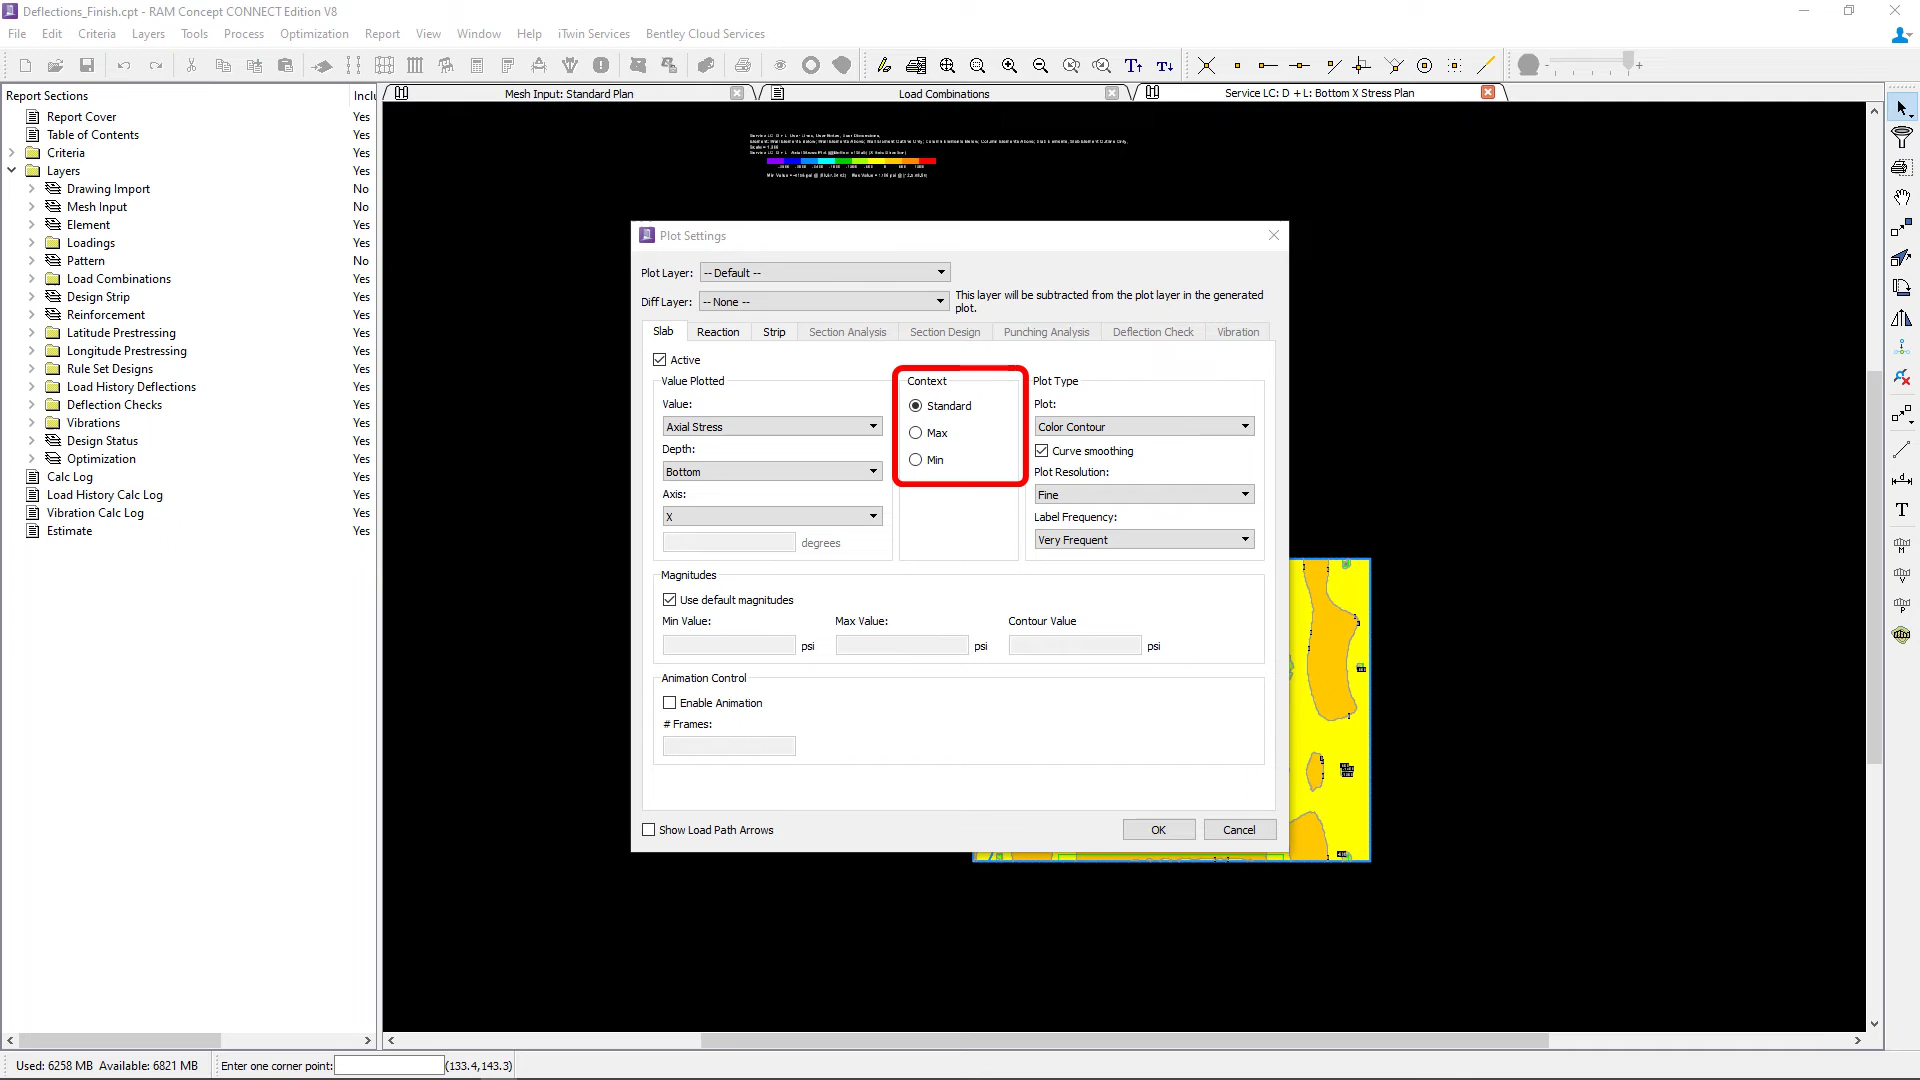 Deflections_Finish.cpt - RAM Concept CONNECT Edition V8
File Edit Criteria Layers Tools Process Optimization Report View Window Help iTwin Services Bentley Cloud Services
Report Sections Inclu
Mesh Input: Standard Plan
Load Combinations
Service LC: D + L: Bottom X Stress Plan
Report Cover Yes
Table of Contents Yes
Criteria Yes
Layers Yes
Drawing Import No
Mesh Input No
Element Yes
Loadings Yes
Pattern No
Load Combinations Yes
Design Strip Yes
Reinforcement Yes
Latitude Prestressing Yes
Longitude Prestressing Yes
Rule Set Designs Yes
Load History Deflections Yes
Deflection Checks Yes
Vibrations Yes
Design Status Yes
Optimization Yes
Calc Log Yes
Load History Calc Log Yes
Vibration Calc Log Yes
Estimate Yes
Plot Settings
Plot Layer: -- Default --
Diff Layer: -- None --
This layer will be subtracted from the plot layer in the generated
plot.
Slab Reaction Strip Section Analysis Section Design Punching Analysis Deflection Check Vibration
Active
Value Plotted
Value:
Axial Stress
Depth:
Bottom
Axis:
X
degrees
Context
Standard
Max
Min
Plot Type
Plot:
Color Contour
Curve smoothing
Plot Resolution:
Fine
Label Frequency:
Very Frequent
Magnitudes
Use default magnitudes
Min Value: Max Value: Contour Value
psi psi psi
Animation Control
Enable Animation
# Frames:
Show Load Path Arrows
OK Cancel
Used: 6258 MB Available: 6821 MB
Enter one corner point: (133.4,143.3)